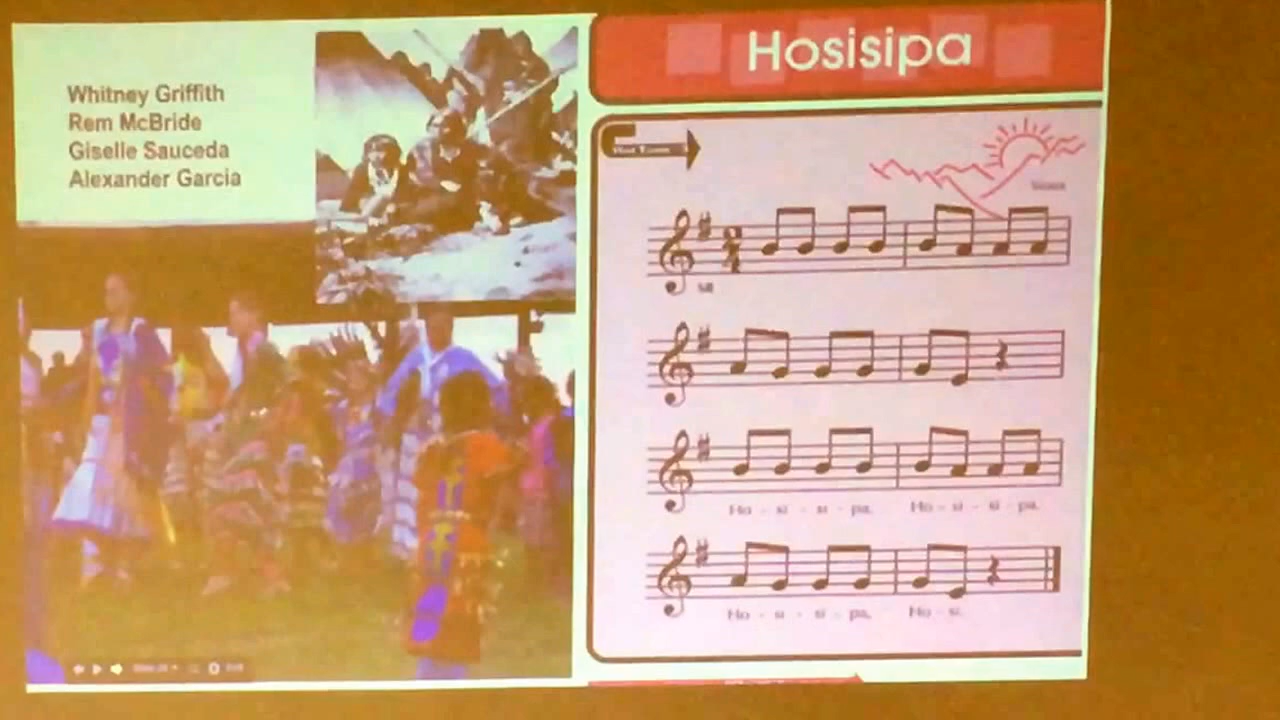 Whitney Griffith
Rem McBride
Giselle Sauceda
Alexander Garcia
Hosisipa
Ho - si - si - pa, Ho - si - si - pa,
Ho - si - si - pa, Ho - si.